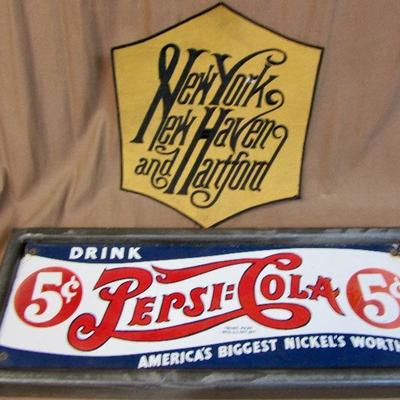 New York
New Haven
and Hartford
DRINK
5¢ PEPSI=COLA 5¢
AMERICA'S BIGGEST NICKEL'S WORTH